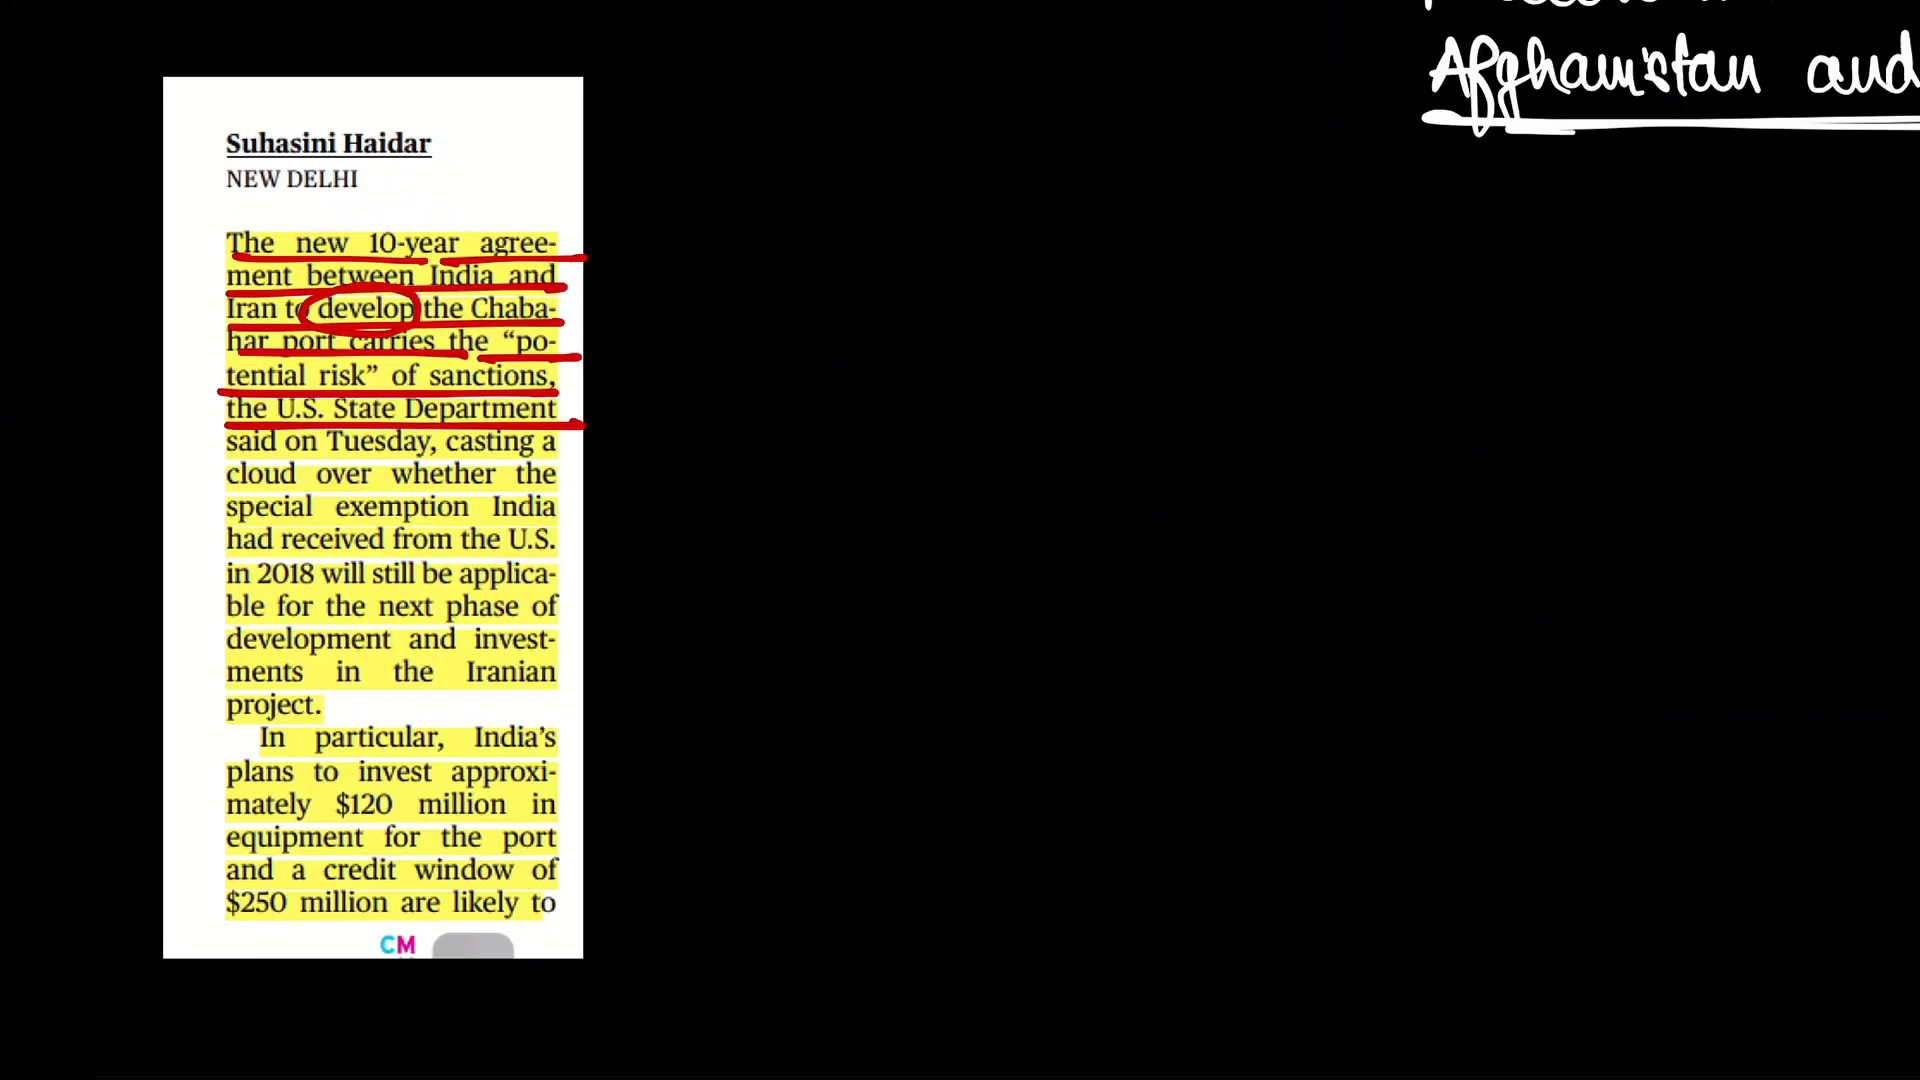 Afghanistan and
Suhasini Haidar
NEW DELHI
The new 10-year agree-
ment between India and
Iran to develop the Chaba-
har port carries the “po-
tential risk” of sanctions,
the U.S. State Department
said on Tuesday, casting a
cloud over whether the
special exemption India
had received from the U.S.
in 2018 will still be applica-
ble for the next phase of
development and invest-
ments in the Iranian
project.
In particular, India’s
plans to invest approxi-
mately $120 million in
equipment for the port
and a credit window of
$250 million are likely to
CM